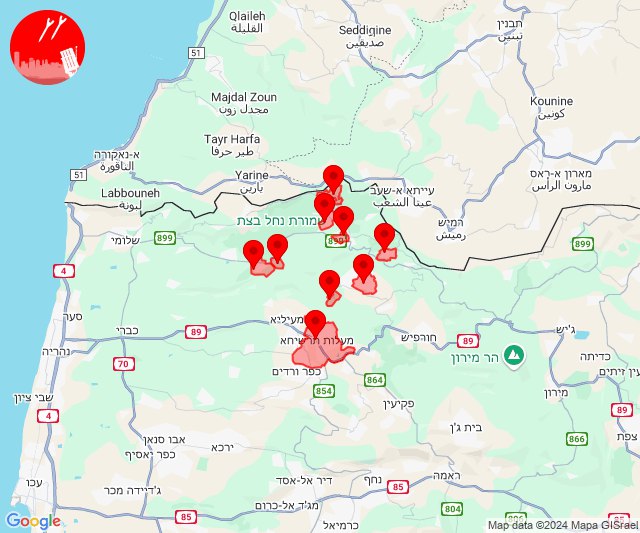 Qlaileh
القليلة
Seddigine
صديقين
تبنين
תבנין
51
Majdal Zoun
مجدل زون
Kounine
كونين
Tayr Harfa
طير حرفا
א-נאקורה
الناقورة
מארון א-ראס
مارون الراس
51
Yarine
يارين
עייתא א-שעב
عيتا الشعب
Labbouneh
لبونة
שמורת נחל בצת
רמיש
رميش
שלומי
899
899
899
4
סער
מעיליא
כברי
89
מעלות תרשיחא
חורפיש
89
ג'יש
נהריה
70
הר מירון
כדיתה
עין זיתים
כפר ורדים
864
854
מירון
שבי ציון
4
פקיעין
בית ג'ן
866
צפת
אבו סנאן
ירכא
כפר יאסיף
עכו
ג'דיידה מכר
דיר אל-אסד
נחף
85
ראמה
85
מג'ד אל-כרום
כרמיאל
804
Google
Map data ©2024 Mapa GISrael